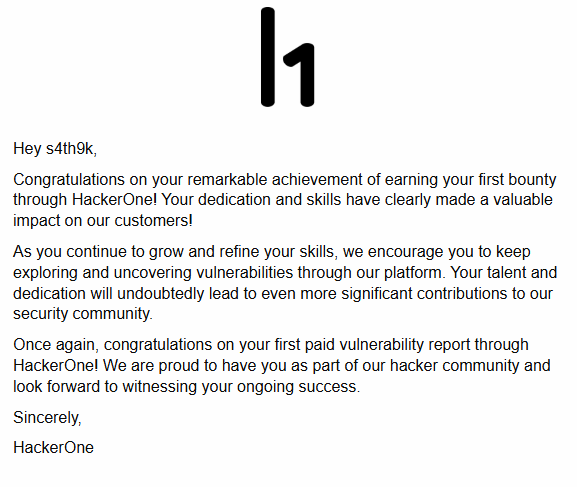 h1
Hey s4th9k,
Congratulations on your remarkable achievement of earning your first bounty
through HackerOne! Your dedication and skills have clearly made a valuable
impact on our customers!
As you continue to grow and refine your skills, we encourage you to keep
exploring and uncovering vulnerabilities through our platform. Your talent and
dedication will undoubtedly lead to even more significant contributions to our
security community.
Once again, congratulations on your first paid vulnerability report through
HackerOne! We are proud to have you as part of our hacker community and
look forward to witnessing your ongoing success.
Sincerely,
HackerOne